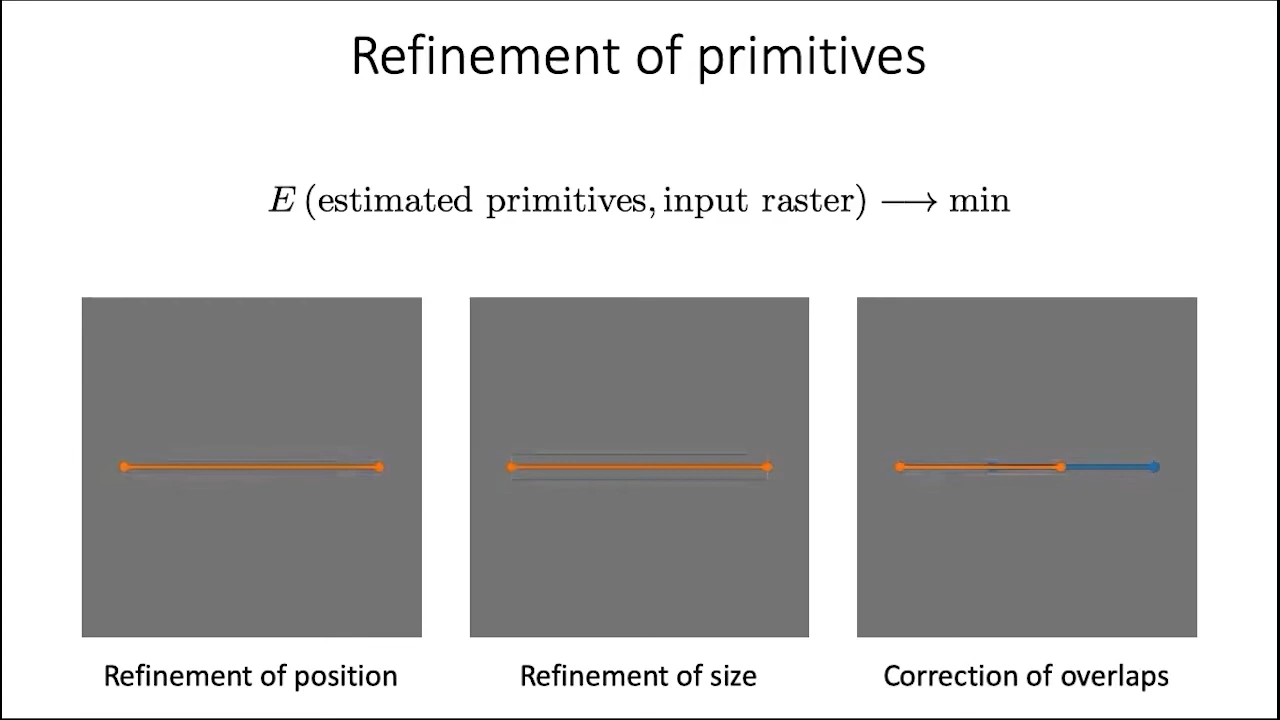 Refinement of primitives
E (estimated primitives, input raster) ⟶ min
Refinement of position
Refinement of size
Correction of overlaps